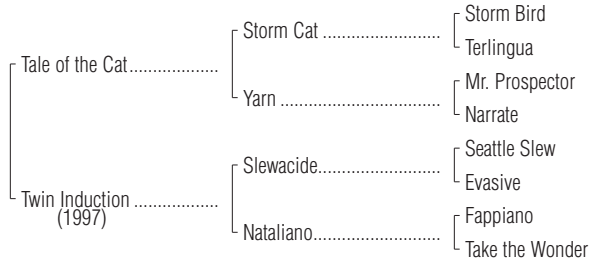 Storm Bird
Storm Cat ........................
Terlingua
Tale of the Cat..................
Mr. Prospector
Yarn .................................
Narrate
Seattle Slew
Slewacide.........................
Evasive
Twin Induction .................
(1997)
Fappiano
Nataliano..........................
Take the Wonder